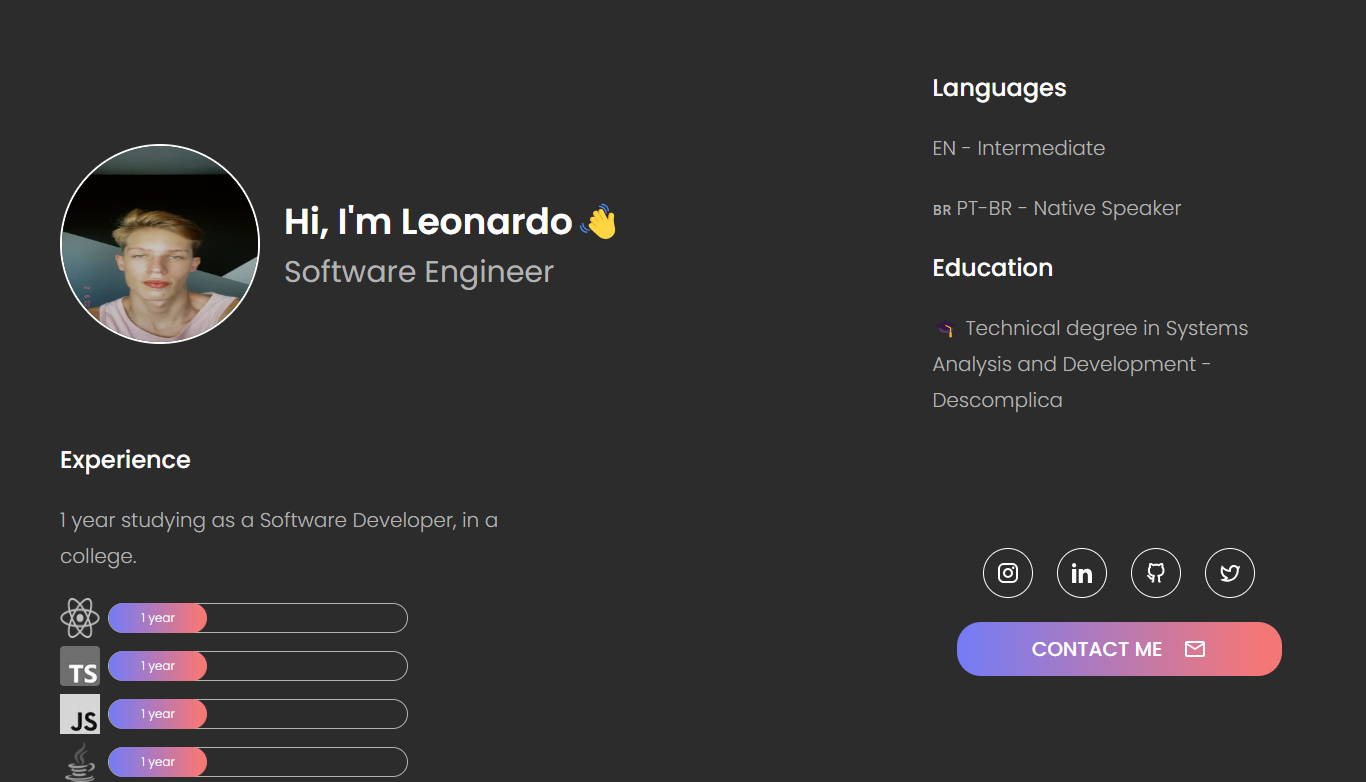 Hi, I'm Leonardo 👋
Software Engineer
Experience
1 year studying as a Software Developer, in a
college.
1 year
TS
1 year
JS
1 year
1 year
Languages
EN - Intermediate
BR PT-BR - Native Speaker
Education
🎓 Technical degree in Systems
Analysis and Development -
Descomplica
in
CONTACT ME